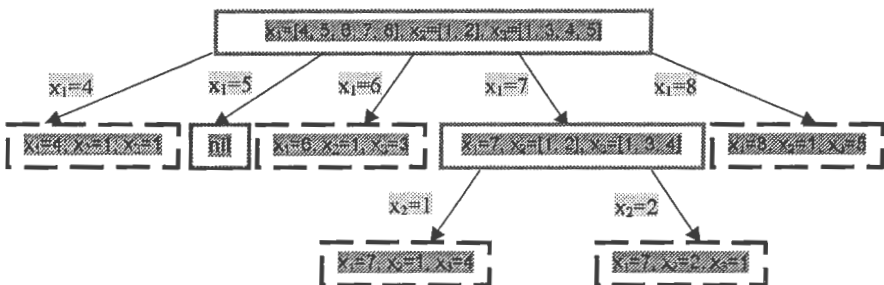 x₁=[4, 5, 6, 7, 8], x₂=[1, 2], x₃=[1, 3, 4, 5]
x₁=4
x₁=5
x₁=6
x₁=7
x₁=8
x₁=4, x₂=1, x₃=1
nil
x₁=6, x₂=1, x₃=3
x₁=7, x₂=[1, 2], x₃=[1, 3, 4]
x₁=8, x₂=1, x₃=5
x₂=1
x₂=2
x₁=7, x₂=1, x₃=4
x₁=7, x₂=2, x₃=1